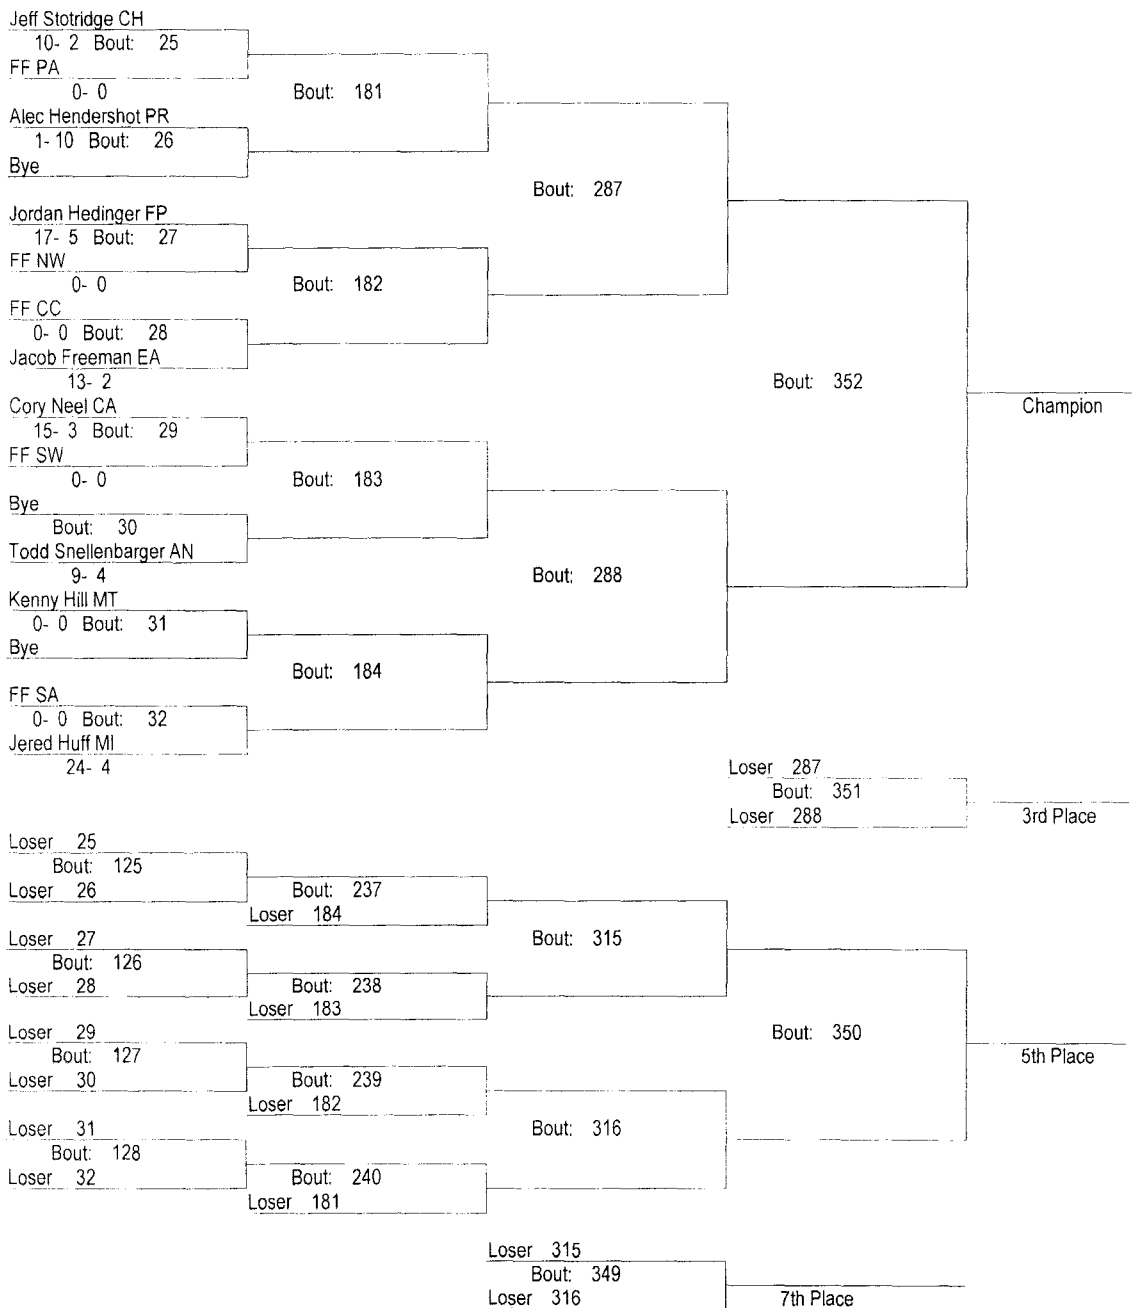 Jeff Stotridge CH
10- 2 Bout: 25
FF PA
0- 0
Alec Hendershot PR
1- 10 Bout: 26
Bye
Bout: 181
Jordan Hedinger FP
17- 5 Bout: 27
FF NW
0- 0
FF CC
0- 0 Bout: 28
Jacob Freeman EA
13- 2
Bout: 182
Bout: 287
Cory Neel CA
15- 3 Bout: 29
FF SW
0- 0
Bye
Bout: 30
Todd Snellenbarger AN
9- 4
Bout: 183
Kenny Hill MT
0- 0 Bout: 31
Bye
FF SA
0- 0 Bout: 32
Jered Huff MI
24- 4
Bout: 184
Bout: 288
Bout: 352
Champion
Loser 287
Bout: 351
Loser 288
3rd Place
Loser 25
Bout: 125
Loser 26
Bout: 237
Loser 184
Loser 27
Bout: 126
Loser 28
Bout: 238
Loser 183
Bout: 315
Loser 29
Bout: 127
Loser 30
Bout: 239
Loser 182
Loser 31
Bout: 128
Loser 32
Bout: 240
Loser 181
Bout: 316
Bout: 350
5th Place
Loser 315
Bout: 349
Loser 316
7th Place